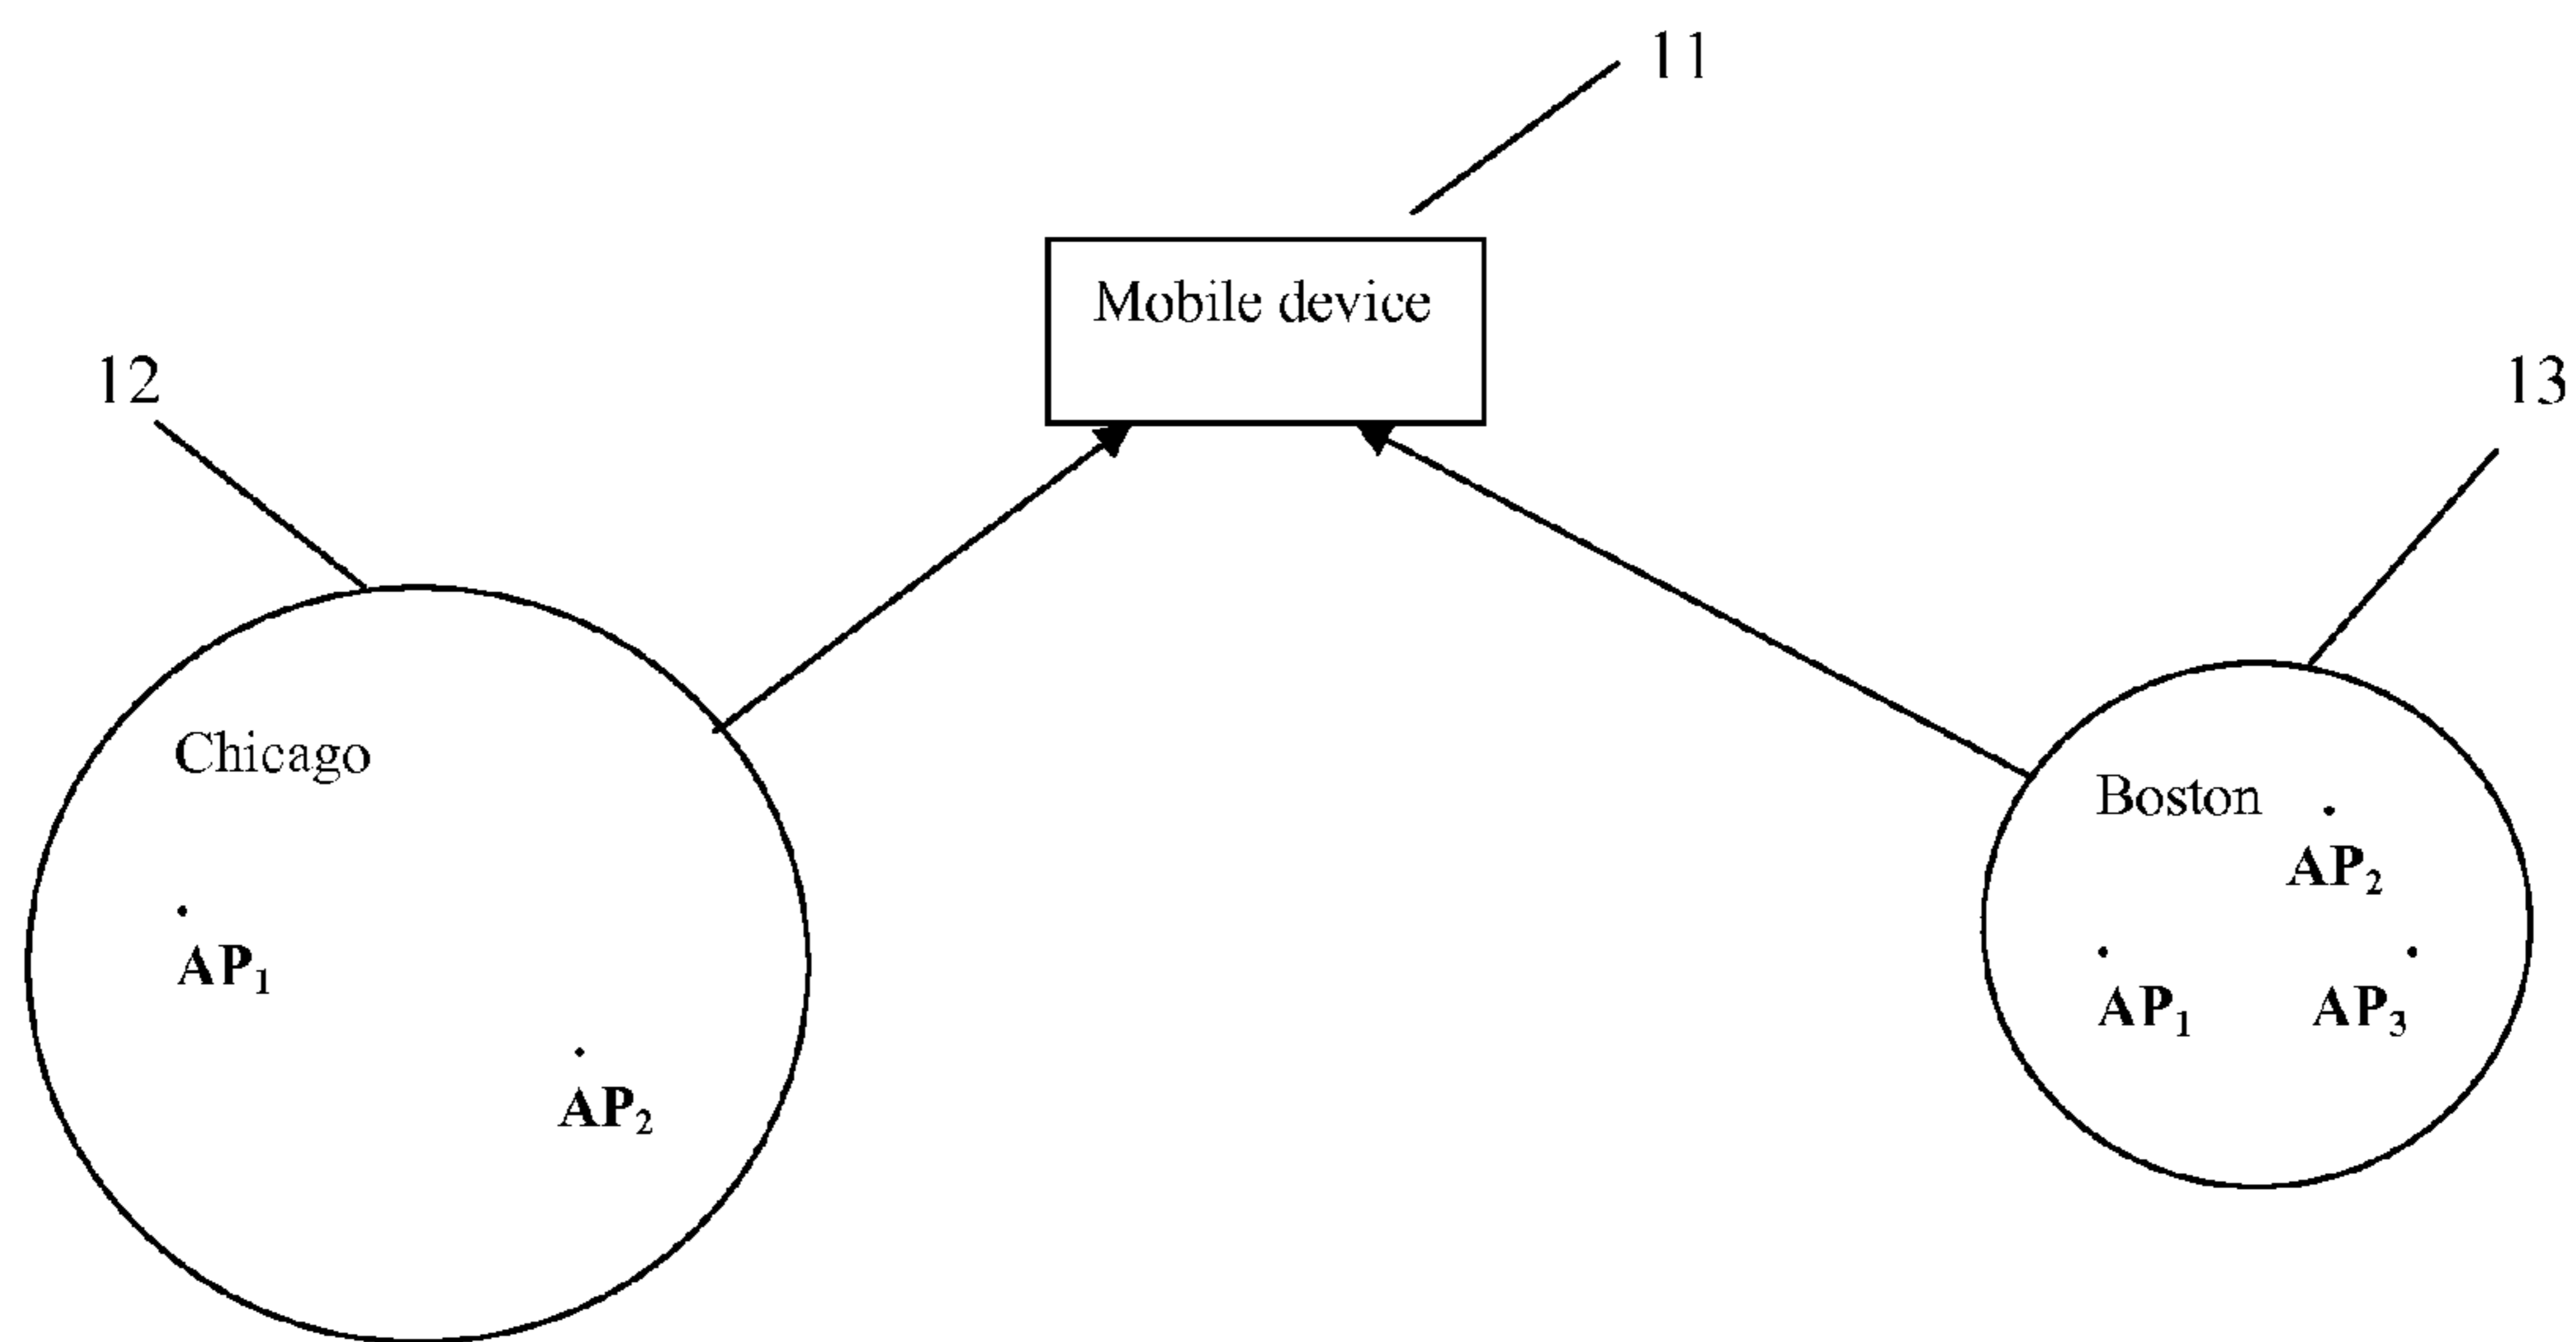 11
Mobile device
12
13
Chicago
Boston
AP₂
AP₁
AP₁
AP₃
AP₂